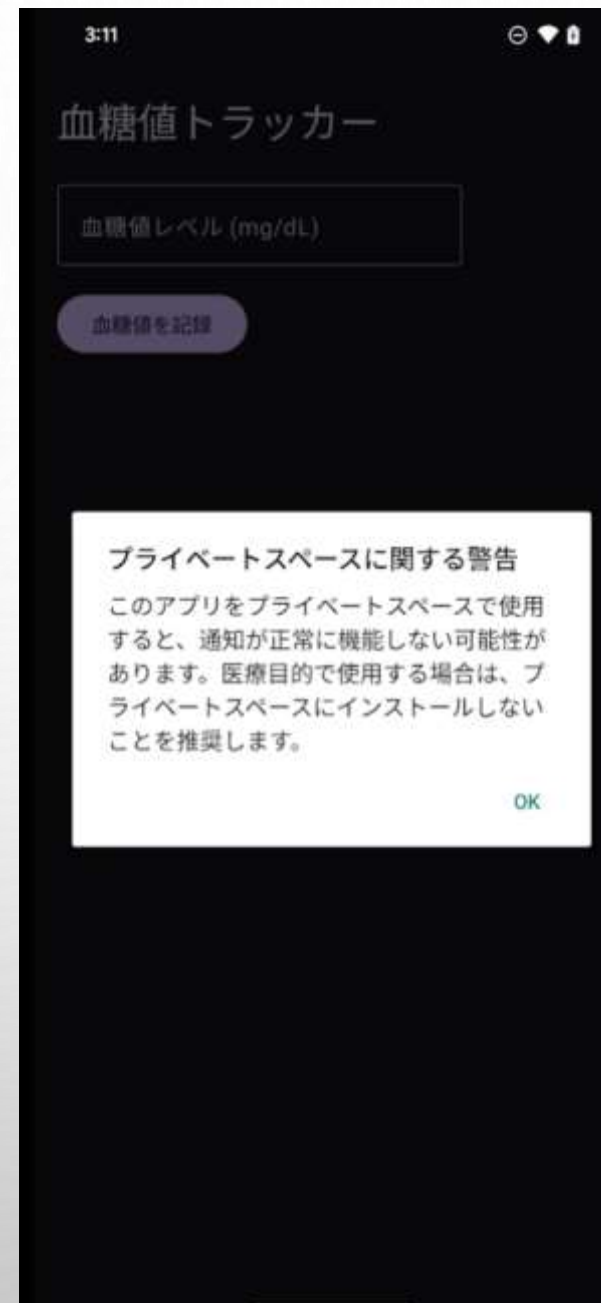 3:11
血糖値トラッカー
血糖値レベル (mg/dL)
血糖値を記録
プライベートスペースに関する警告
このアプリをプライベートスペースで使用
すると、通知が正常に機能しない可能性が
あります。医療目的で使用する場合は、プ
ライベートスペースにインストールしない
ことを推奨します。
OK